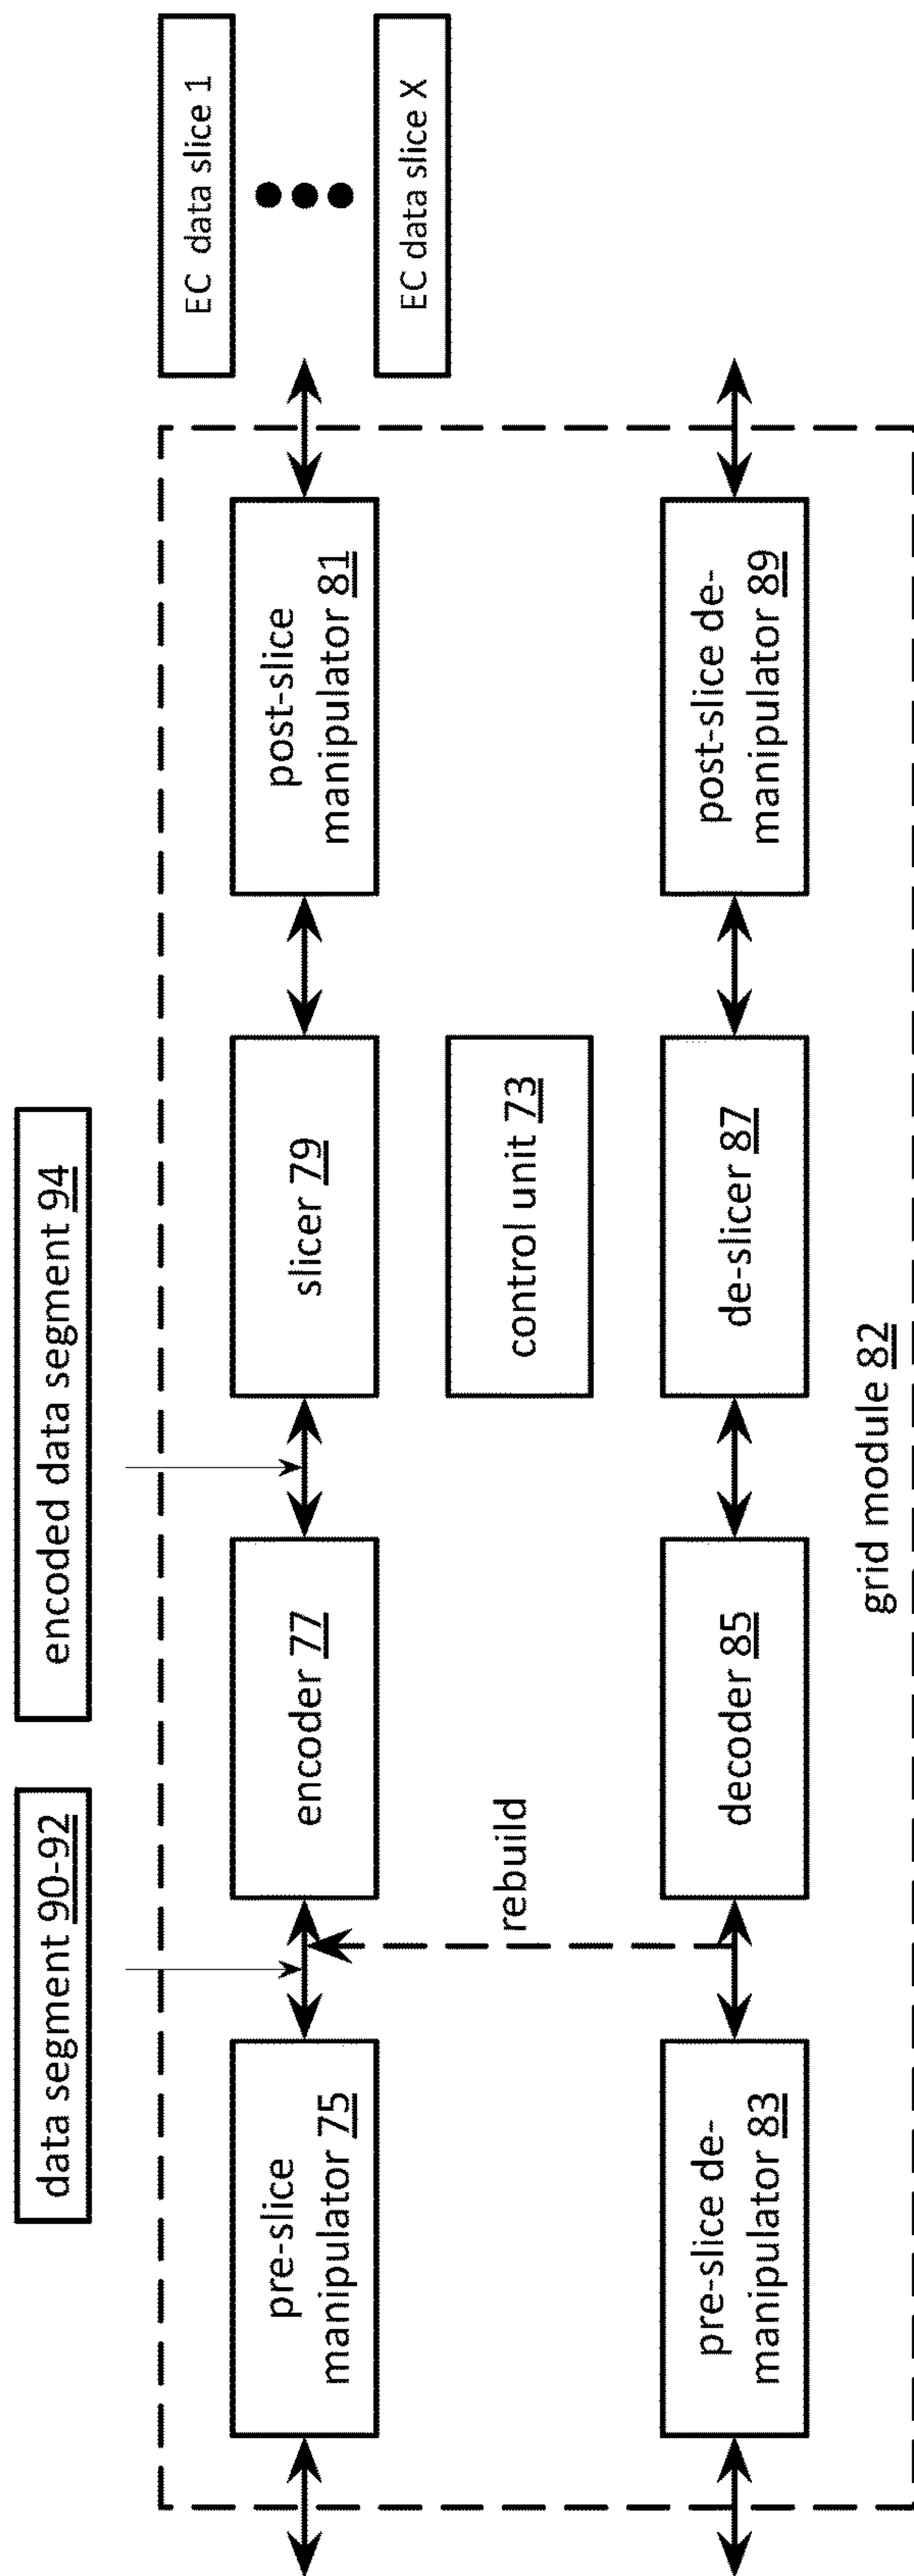 data segment 90-92
encoded data segment 94
EC data slice 1
EC data slice X
pre-slice
manipulator 75
encoder 77
slicer 79
post-slice
manipulator 81
rebuild
control unit 73
pre-slice de-
manipulator 83
decoder 85
de-slicer 87
post-slice de-
manipulator 89
grid module 82